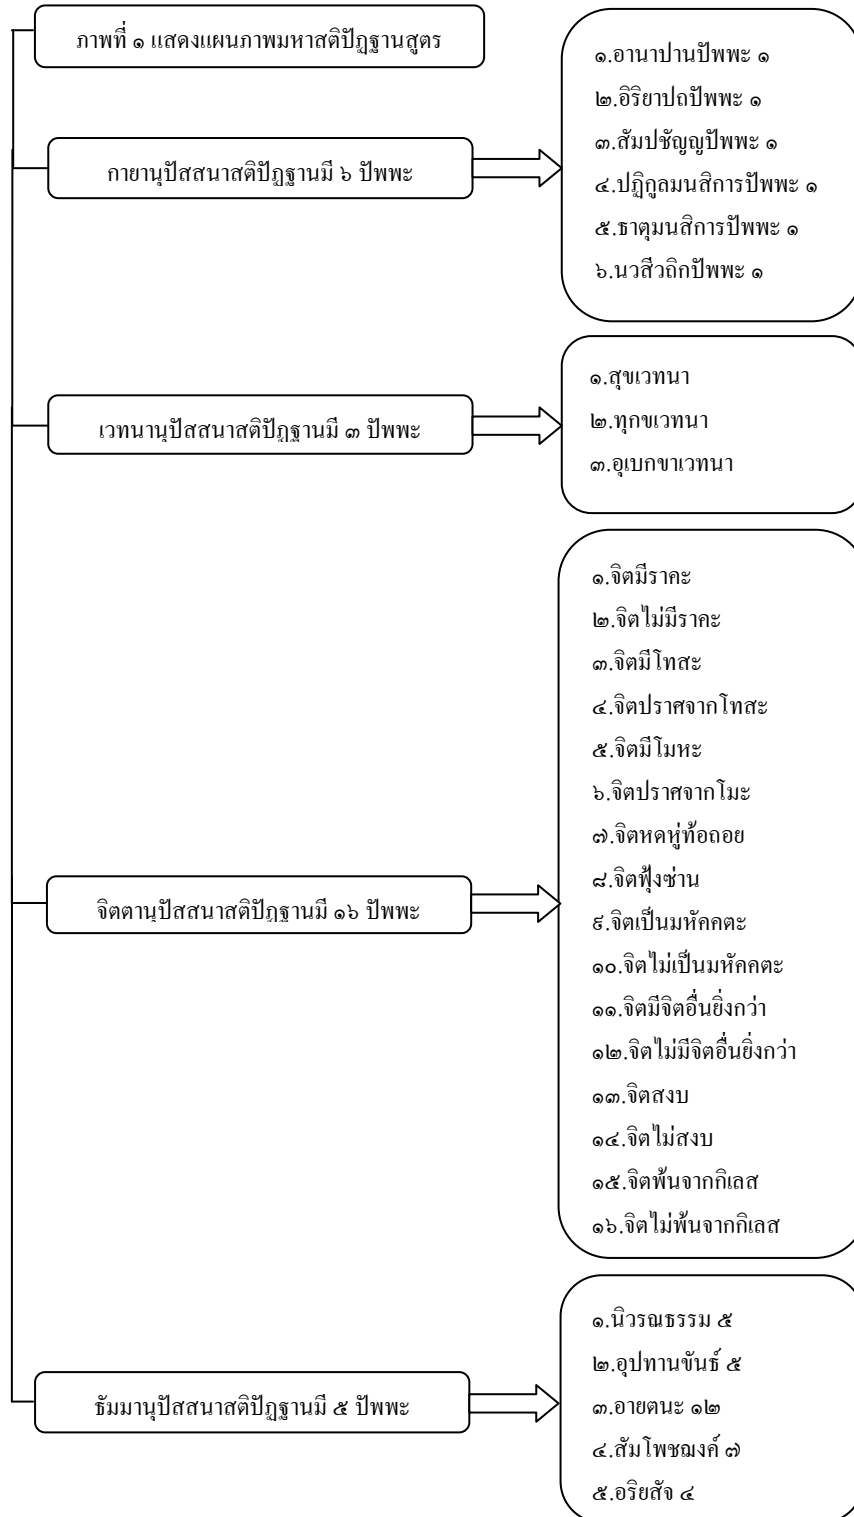 ภาพที่ ๑ แสดงแผนภาพมหาสติปัฏฐานสูตร
กายานุปัสสนาสติปัฏฐานมี ๖ ปัพพะ
๑.อานาปานปัพพะ ๑
๒.อิริยาปถปัพพะ ๑
๓.สัมปชัญญปัพพะ ๑
๔.ปฏิกูลมนสิการปัพพะ ๑
๕.ธาตุมนสิการปัพพะ ๑
๖.นวสีวถิกปัพพะ ๑
เวทนานุปัสสนาสติปัฏฐานมี ๓ ปัพพะ
๑.สุขเวทนา
๒.ทุกขเวทนา
๓.อุเบกขาเวทนา
จิตตานุปัสสนาสติปัฏฐานมี ๑๖ ปัพพะ
๑.จิตมีราคะ
๒.จิตไม่มีราคะ
๓.จิตมีโทสะ
๔.จิตปราศจากโทสะ
๕.จิตมีโมหะ
๖.จิตปราศจากโมะ
๗.จิตหดหู่ท้อถอย
๘.จิตฟุ้งซ่าน
๙.จิตเป็นมหัคคตะ
๑๐.จิตไม่เป็นมหัคคตะ
๑๑.จิตมีจิตอื่นยิ่งกว่า
๑๒.จิตไม่มีจิตอื่นยิ่งกว่า
๑๓.จิตสงบ
๑๔.จิตไม่สงบ
๑๕.จิตพ้นจากกิเลส
๑๖.จิตไม่พ้นจากกิเลส
ธัมมานุปัสสนาสติปัฏฐานมี ๕ ปัพพะ
๑.นิวรณธรรม ๕
๒.อุปทานขันธ์ ๕
๓.อายตนะ ๑๒
๔.สัมโพชฌงค์ ๗
๕.อริยสัจ ๔